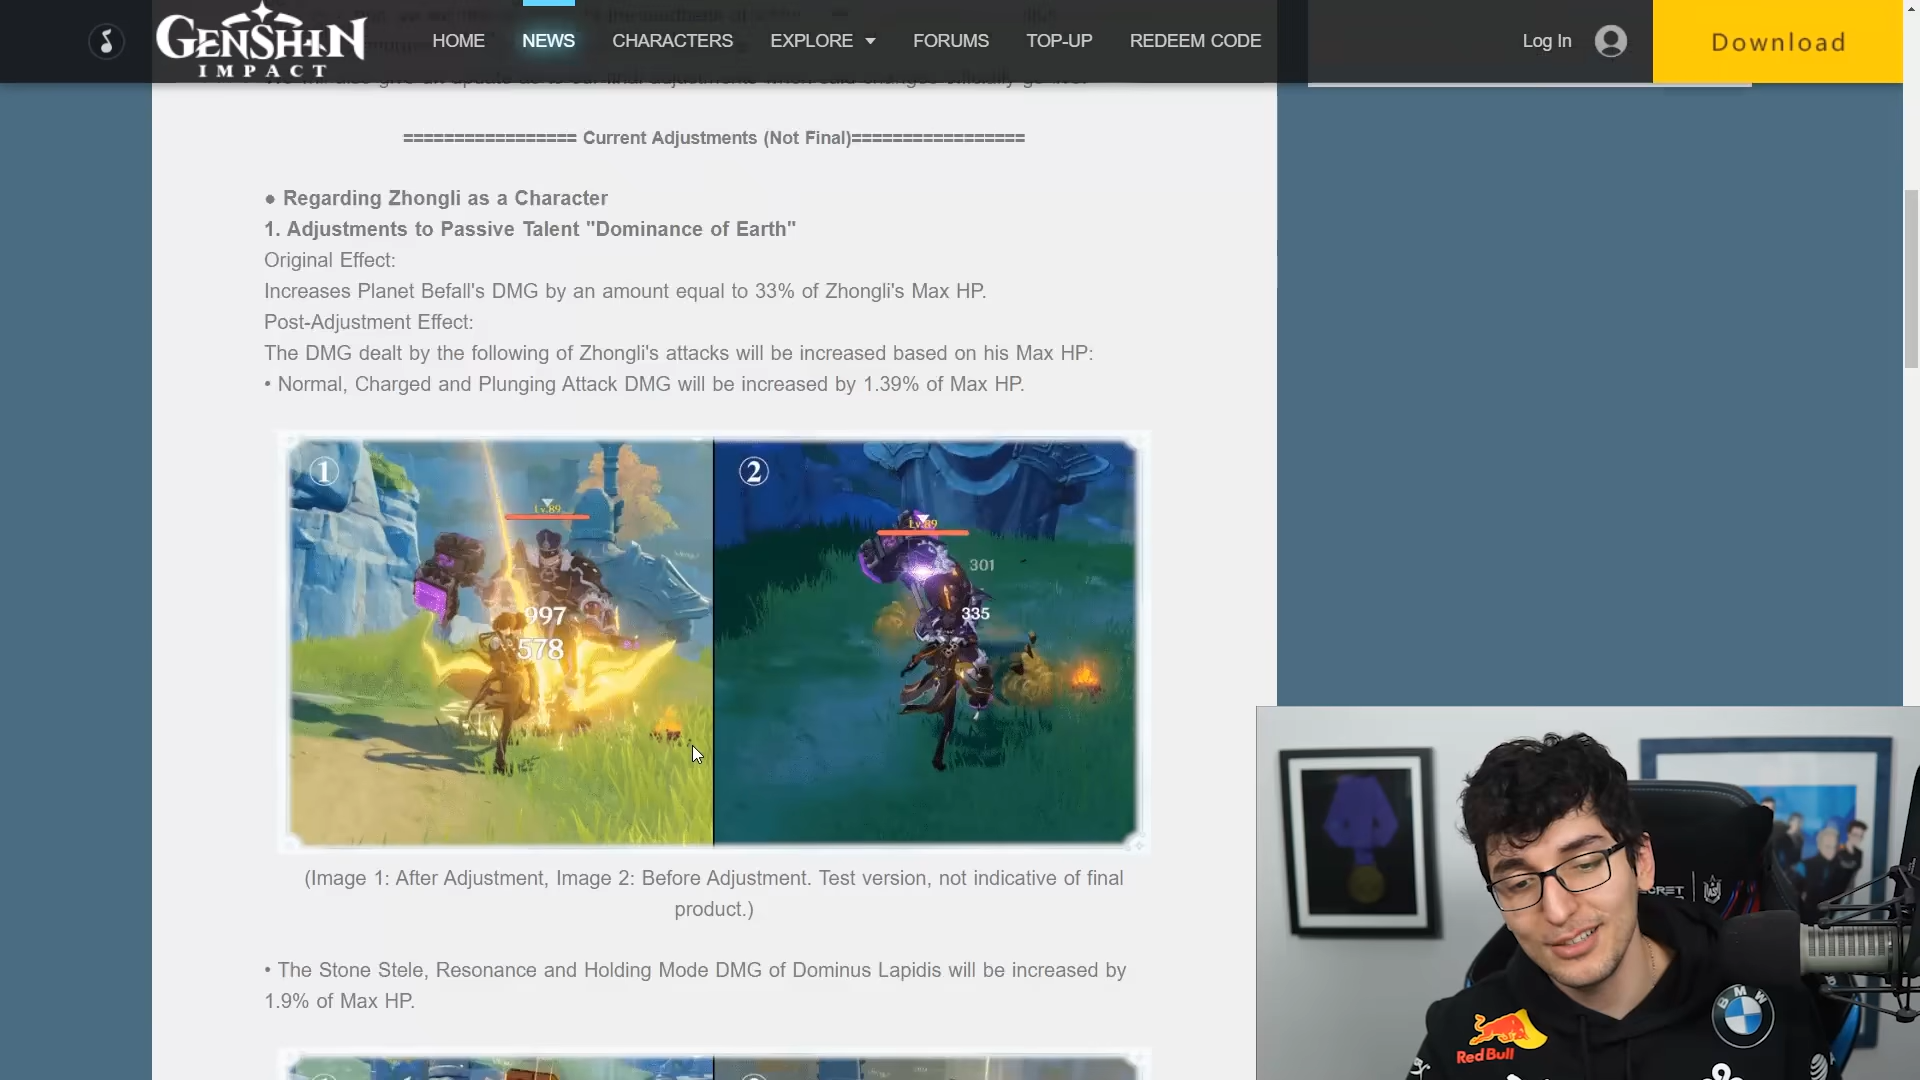 GENSHIN
IMPACT
HOME
NEWS
CHARACTERS
EXPLORE
FORUMS
TOP-UP
REDEEM CODE
Log In
Download
================= Current Adjustments (Not Final)=================
● Regarding Zhongli as a Character
1. Adjustments to Passive Talent "Dominance of Earth"
Original Effect:
Increases Planet Befall's DMG by an amount equal to 33% of Zhongli's Max HP.
Post-Adjustment Effect:
The DMG dealt by the following of Zhongli's attacks will be increased based on his Max HP:
• Normal, Charged and Plunging Attack DMG will be increased by 1.39% of Max HP.
1
Lv.89
997
578
2
Lv.89
301
335
(Image 1: After Adjustment, Image 2: Before Adjustment. Test version, not indicative of final
product.)
• The Stone Stele, Resonance and Holding Mode DMG of Dominus Lapidis will be increased by
1.9% of Max HP.
BMW
Red Bull